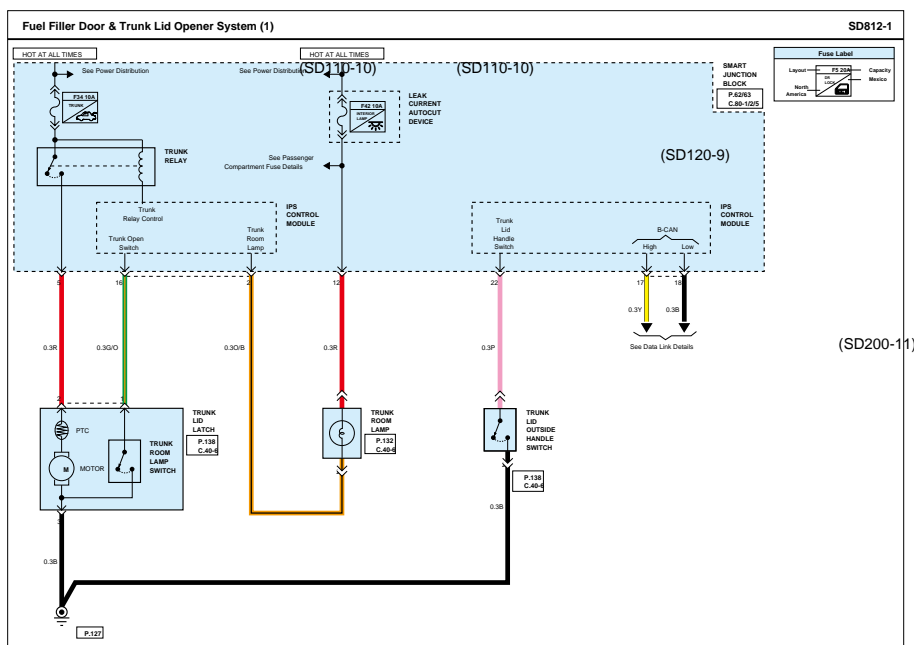 Fuel Filler Door & Trunk Lid Opener System (1)
SD812-1
HOT AT ALL TIMES
HOT AT ALL TIMES
See Power Distribution
See Power Distribution
(SD110-10)
(SD110-10)
SMART
JUNCTION
BLOCK
P.62/63
C.80-1/2/5
Fuse Label
Layout
F5 20A
Capacity
DR
LOCK
Mexico
North
America
F34 10A
TRUNK
F42 10A
INTERIOR
LAMP
LEAK
CURRENT
AUTOCUT
DEVICE
TRUNK
RELAY
See Passenger
Compartment Fuse Details
(SD120-9)
Trunk
Relay Control
Trunk Open
Switch
Trunk
Room
Lamp
IPS
CONTROL
MODULE
Trunk
Lid
Handle
Switch
B-CAN
High
Low
IPS
CONTROL
MODULE
5
16
2
12
22
17
18
0.3Y
0.3B
See Data Link Details
(SD200-11)
0.3R
0.3G/O
0.3O/B
0.3R
0.3P
2
1
PTC
M
MOTOR
TRUNK
ROOM
LAMP
SWITCH
TRUNK
LID
LATCH
P.138
C.40-6
TRUNK
ROOM
LAMP
P.132
C.40-6
TRUNK
LID
OUTSIDE
HANDLE
SWITCH
P.138
C.40-6
3
0.3B
0.3B
P.127